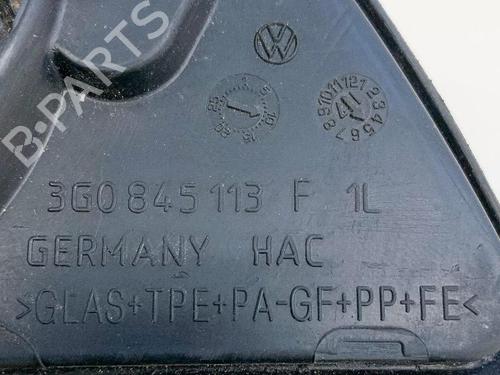 B-PARTS
3G0 845 113 F 1L
GERMANY HAC
>GLAS+TPE+PA-GF+PP+FE<